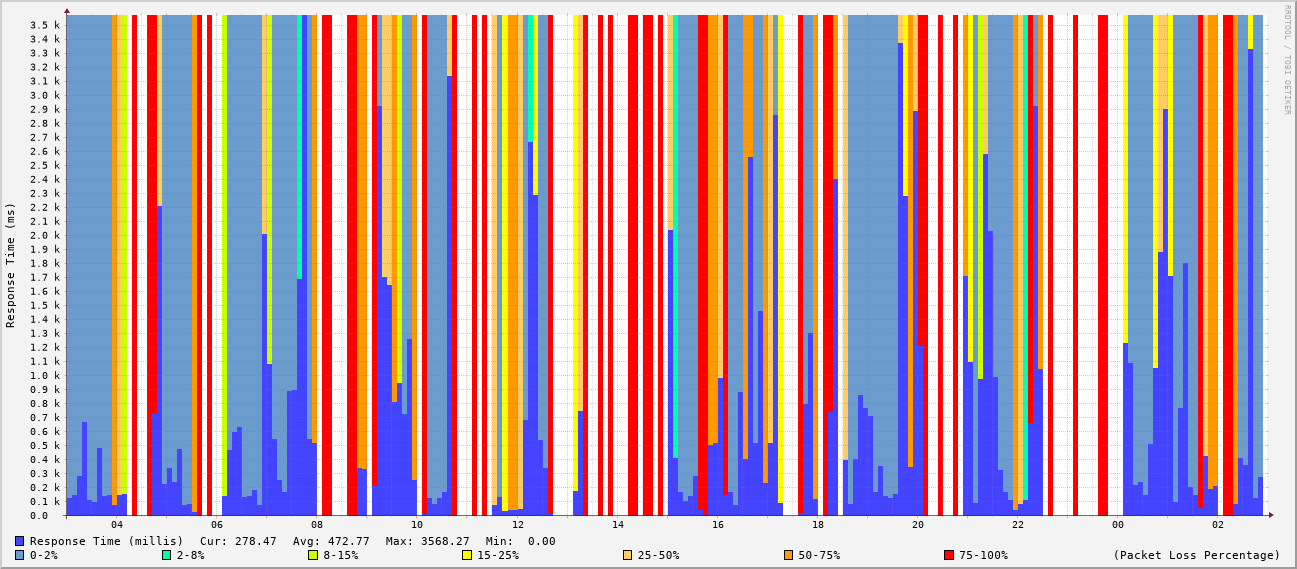 RRDTOOL / TOBI OETIKER
Response Time (ms)
3.5 k
3.4 k
3.3 k
3.2 k
3.1 k
3.0 k
2.9 k
2.8 k
2.7 k
2.6 k
2.5 k
2.4 k
2.3 k
2.2 k
2.1 k
2.0 k
1.9 k
1.8 k
1.7 k
1.6 k
1.5 k
1.4 k
1.3 k
1.2 k
1.1 k
1.0 k
0.9 k
0.8 k
0.7 k
0.6 k
0.5 k
0.4 k
0.3 k
0.2 k
0.1 k
0.0
04 06 08 10 12 14 16 18 20 22 00 02
Response Time (millis) Cur: 278.47 Avg: 472.77 Max: 3568.27 Min: 0.00
0-2% 2-8% 8-15% 15-25% 25-50% 50-75% 75-100% (Packet Loss Percentage)